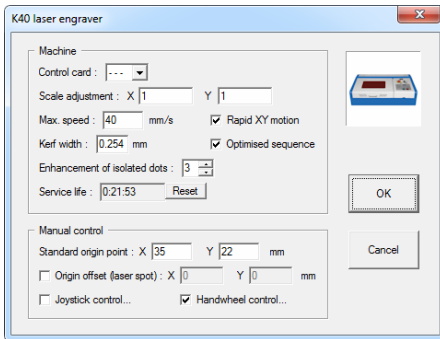 K40 laser engraver
Machine
Control card : ---
Scale adjustment : X 1 Y 1
Max. speed : 40 mm/s Rapid XY motion
Kerf width : 0.254 mm Optimised sequence
Enhancement of isolated dots : 3
Service life : 0:21:53 Reset
OK
Manual control
Standard origin point : X 35 Y 22 mm
Cancel
Origin offset (laser spot) : X 0 Y 0 mm
Joystick control... Handwheel control...